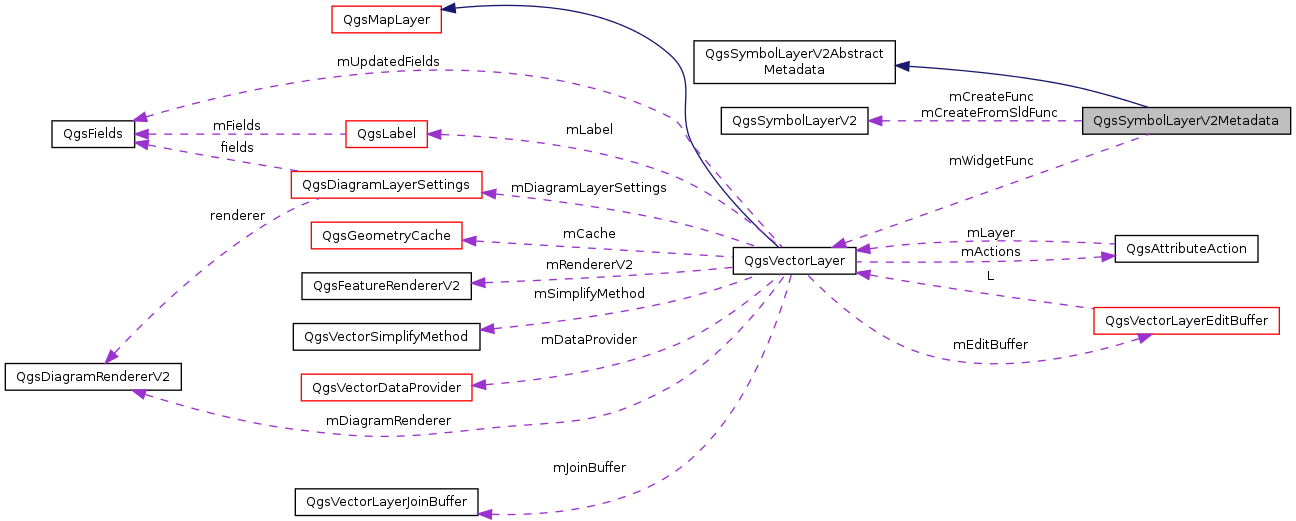 QgsMapLayer
QgsSymbolLayerV2Abstract
Metadata
mUpdatedFields
mCreateFunc
mCreateFromSldFunc
QgsSymbolLayerV2
QgsSymbolLayerV2Metadata
QgsFields
mFields
QgsLabel
mLabel
fields
mWidgetFunc
QgsDiagramLayerSettings
mDiagramLayerSettings
renderer
QgsGeometryCache
mCache
mLayer
QgsVectorLayer
mActions
QgsAttributeAction
mRendererV2
L
QgsFeatureRendererV2
mSimplifyMethod
QgsVectorLayerEditBuffer
QgsVectorSimplifyMethod
mDataProvider
mEditBuffer
QgsDiagramRendererV2
QgsVectorDataProvider
mDiagramRenderer
mJoinBuffer
QgsVectorLayerJoinBuffer